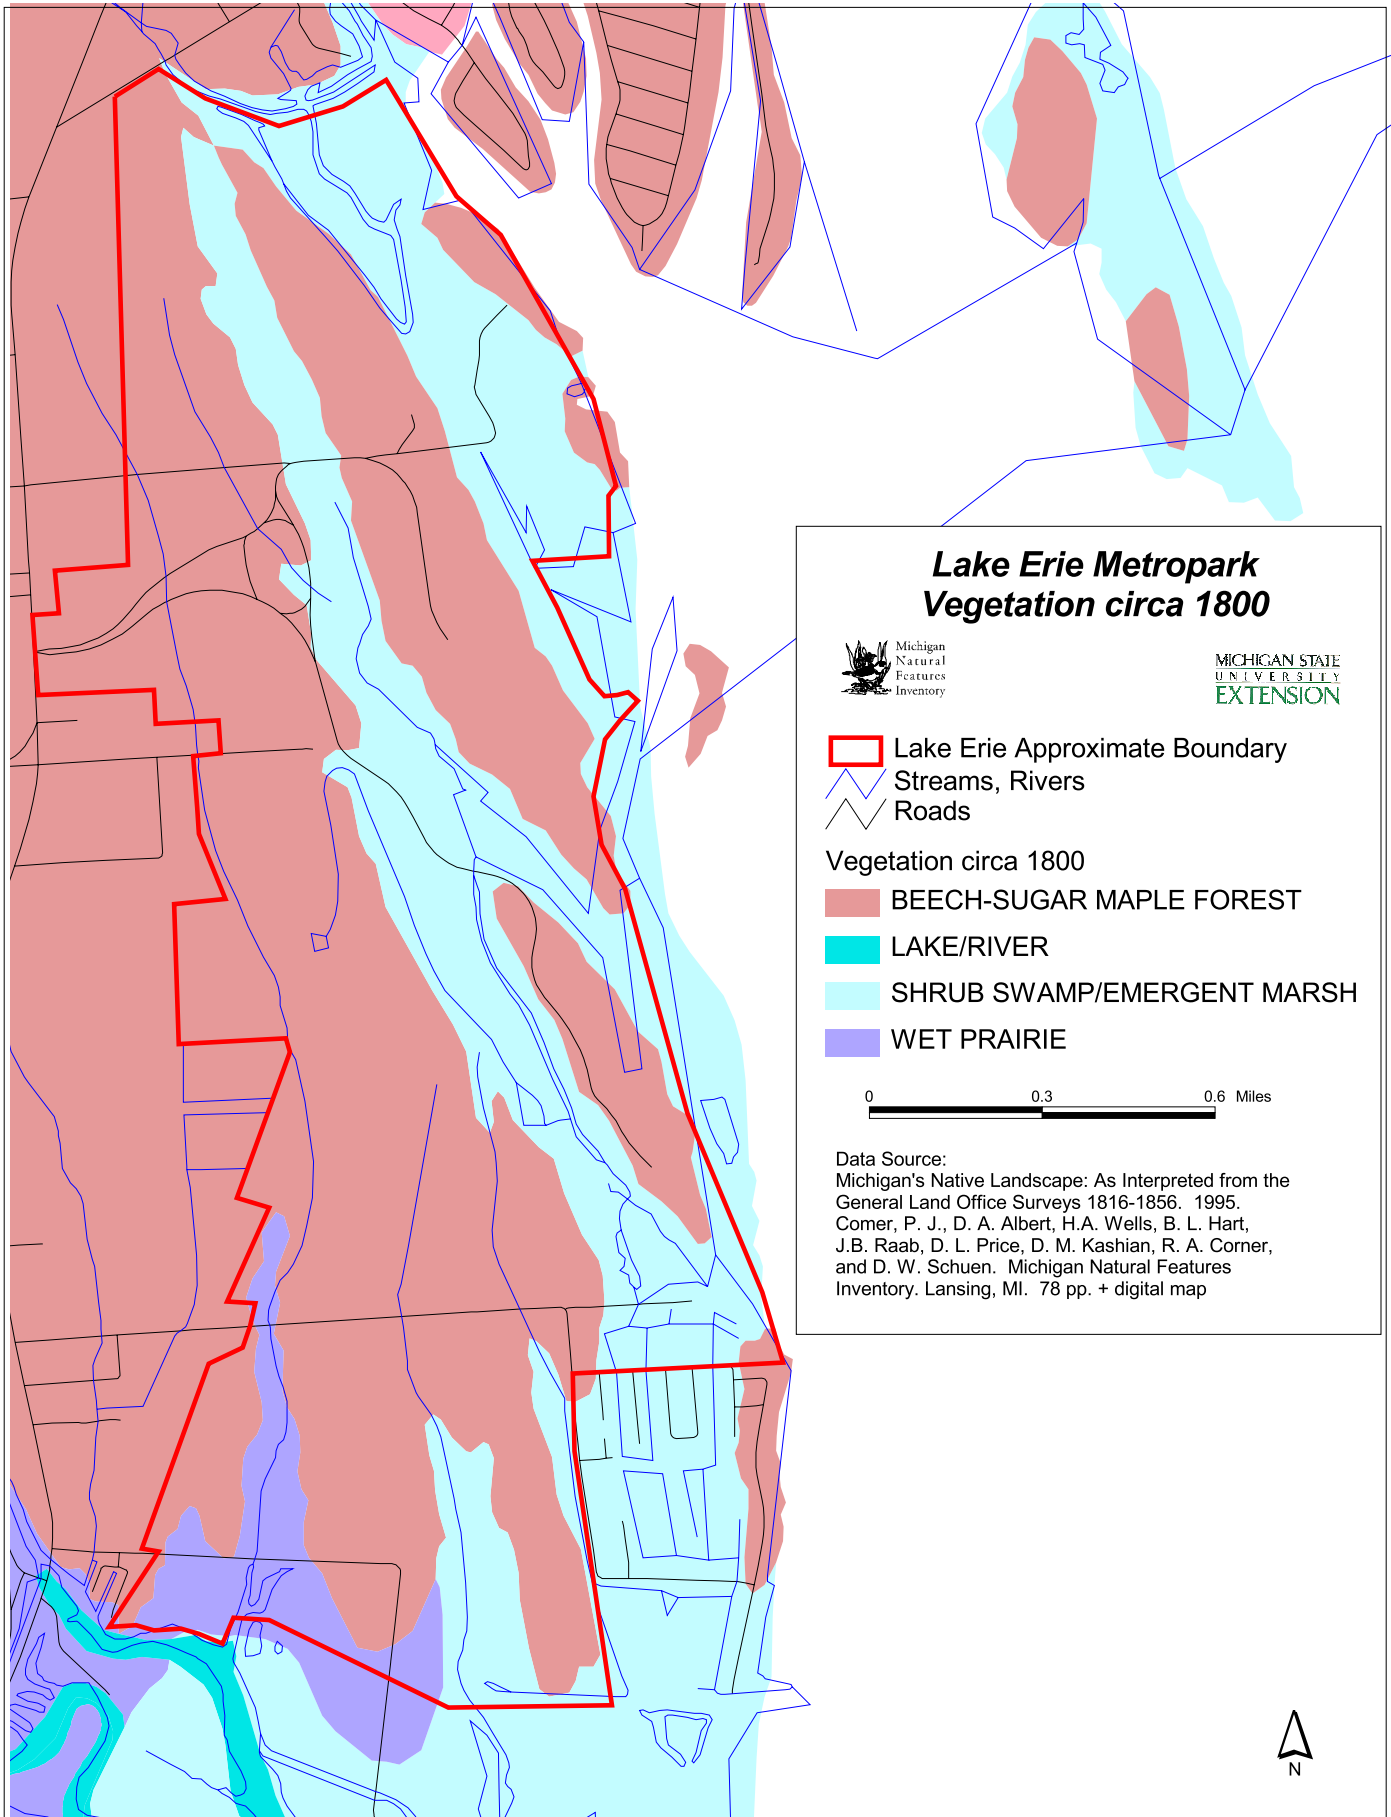 Lake Erie Metropark
Vegetation circa 1800
Michigan
Natural
Features
Inventory
MICHIGAN STATE
UNIVERSITY
EXTENSION
Lake Erie Approximate Boundary
Streams, Rivers
Roads
Vegetation circa 1800
BEECH-SUGAR MAPLE FOREST
LAKE/RIVER
SHRUB SWAMP/EMERGENT MARSH
WET PRAIRIE
0 0.3 0.6 Miles
Data Source:
Michigan's Native Landscape: As Interpreted from the
General Land Office Surveys 1816-1856. 1995.
Comer, P. J., D. A. Albert, H.A. Wells, B. L. Hart,
J.B. Raab, D. L. Price, D. M. Kashian, R. A. Corner,
and D. W. Schuen. Michigan Natural Features
Inventory. Lansing, MI. 78 pp. + digital map
N